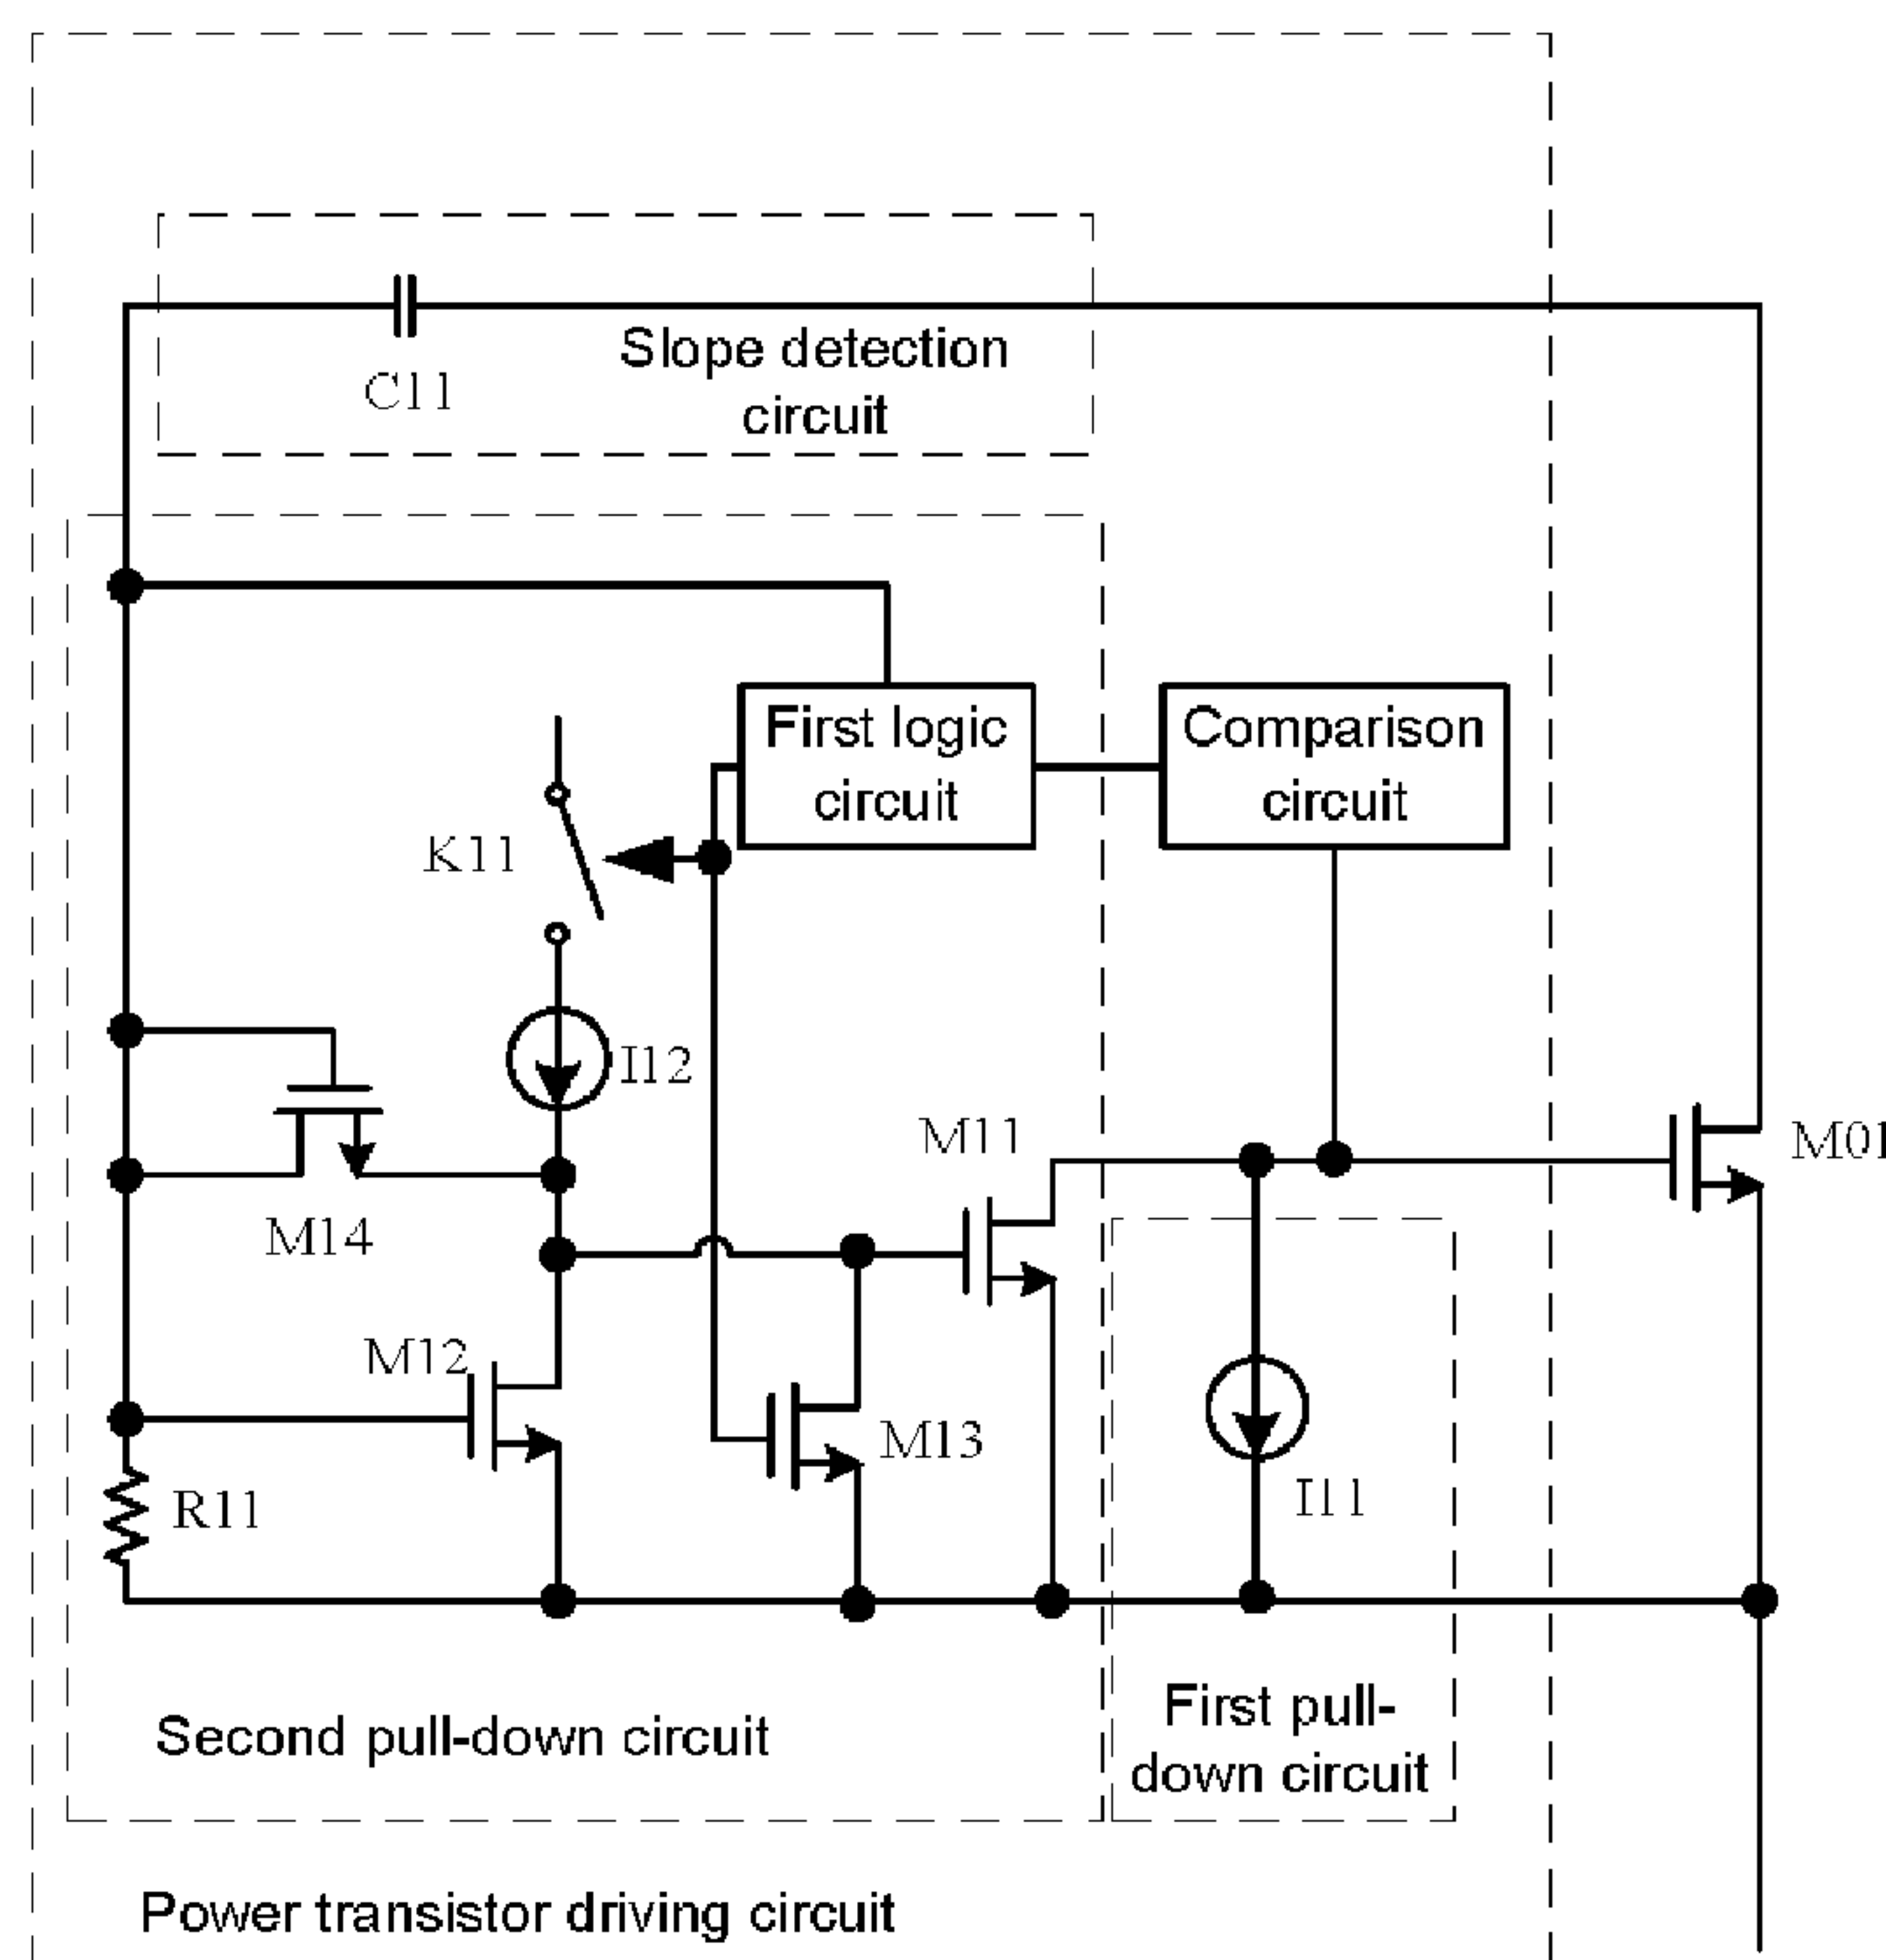 Slope detection
circuit
C11
First logic
circuit
Comparison
circuit
K11
I12
M11
M01
M14
M12
M13
R11
I11
First pull-
down circuit
Second pull-down circuit
Power transistor driving circuit